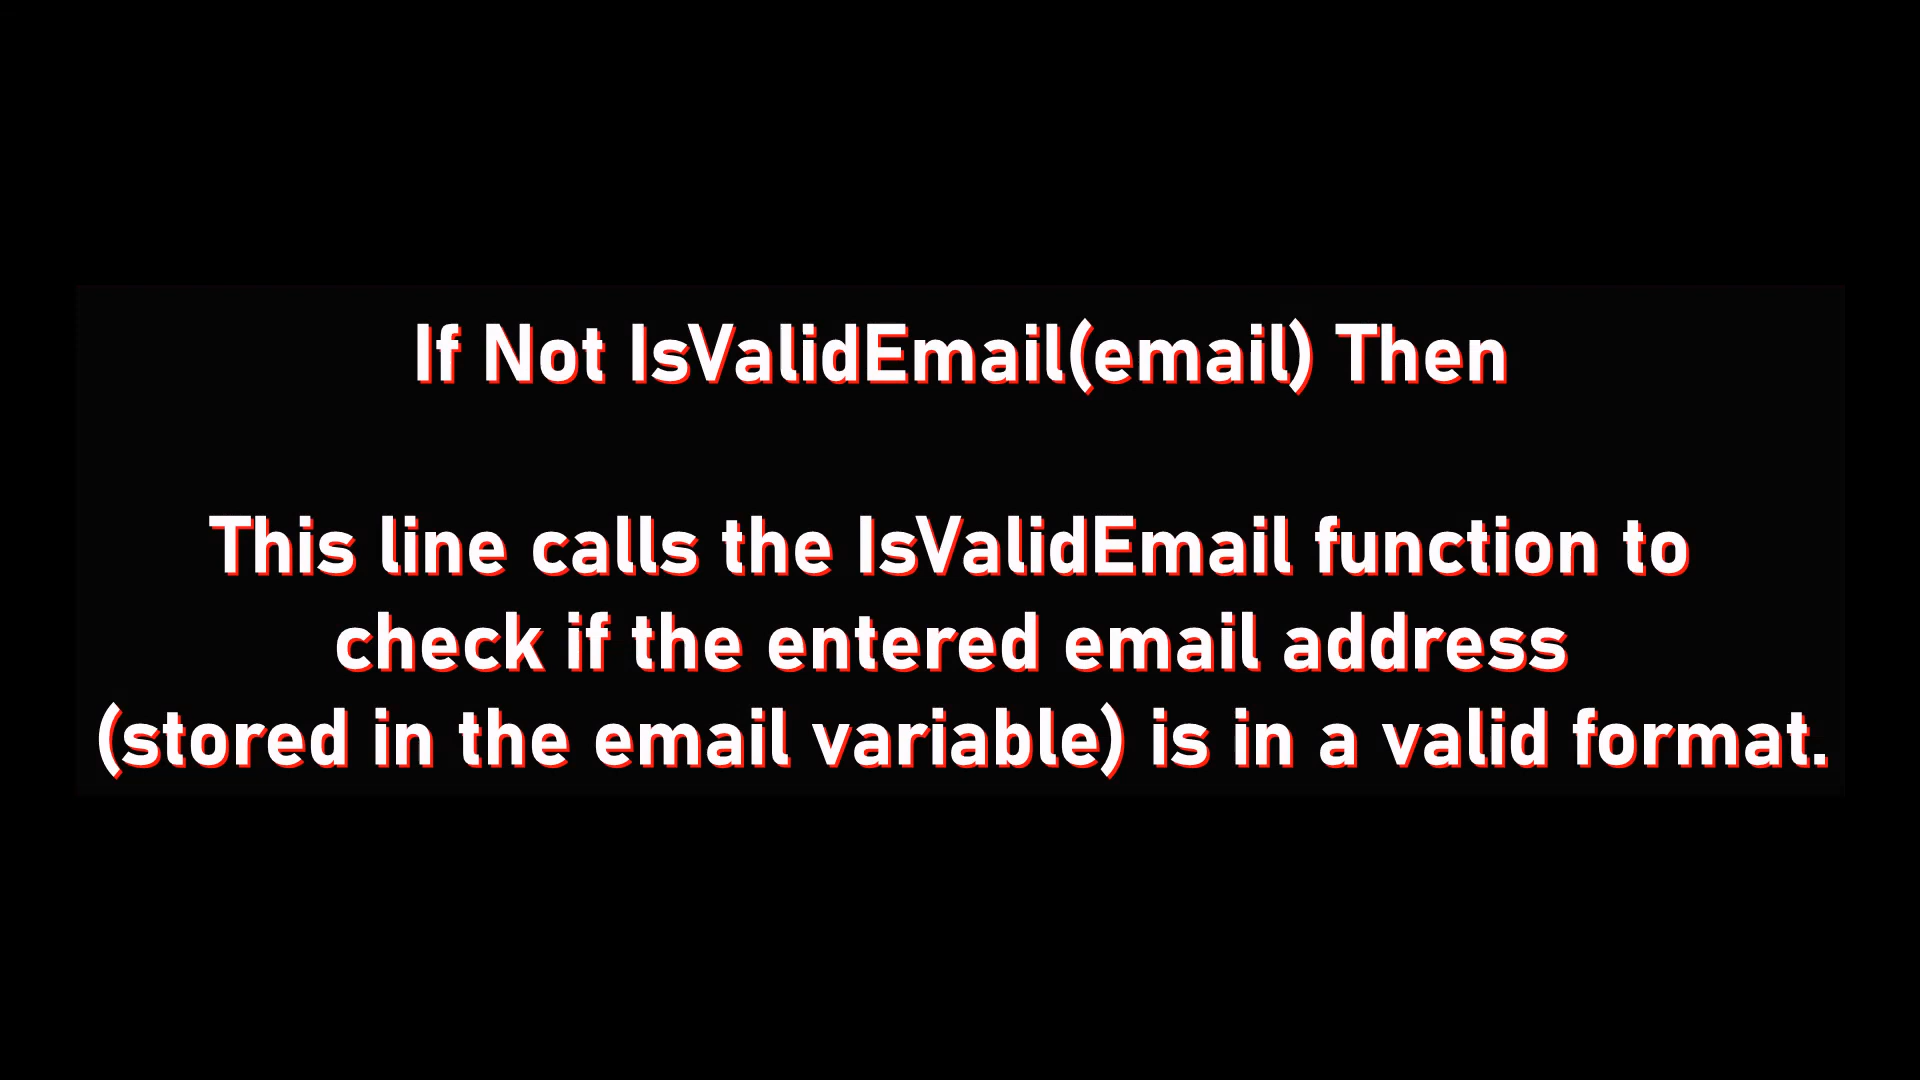 If Not IsValidEmail(email) Then
This line calls the IsValidEmail function to
check if the entered email address
(stored in the email variable) is in a valid format.